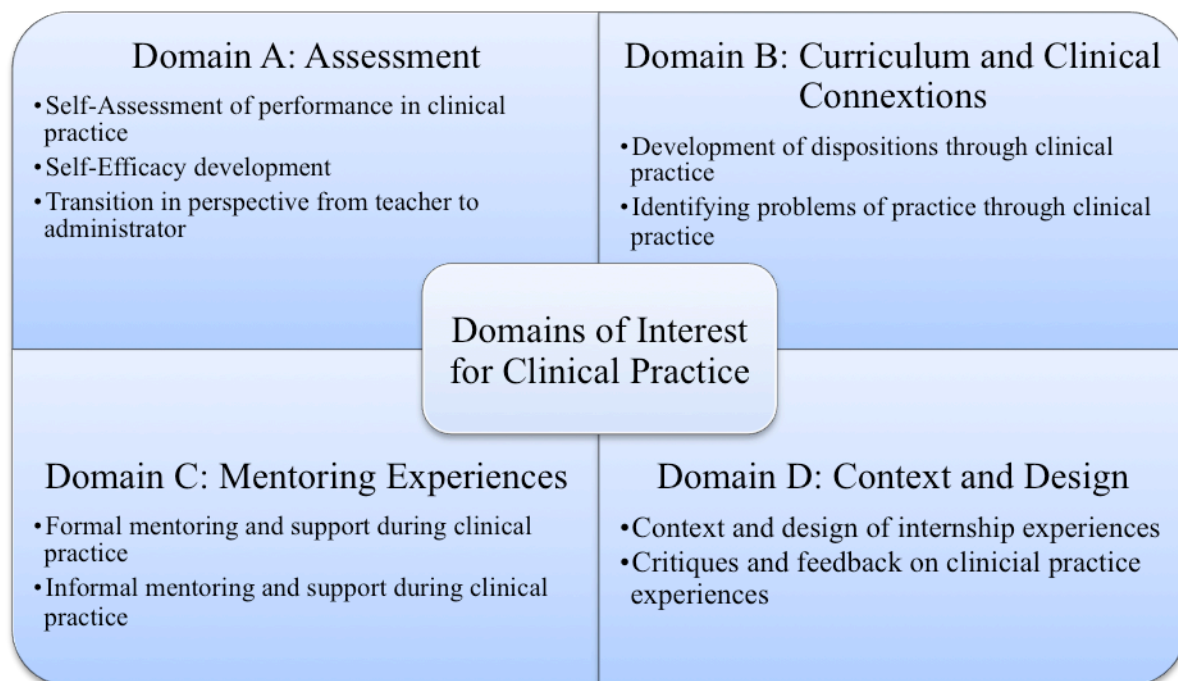 Domain A: Assessment
•Self-Assessment of performance in clinical
practice
•Self-Efficacy development
•Transition in perspective from teacher to
administrator
Domain B: Curriculum and Clinical
Connextions
•Development of dispositions through clinical
practice
•Identifying problems of practice through clinical
practice
Domains of Interest
for Clinical Practice
Domain C: Mentoring Experiences
•Formal mentoring and support during clinical
practice
•Informal mentoring and support during clinical
practice
Domain D: Context and Design
•Context and design of internship experiences
•Critiques and feedback on clinicial practice
experiences